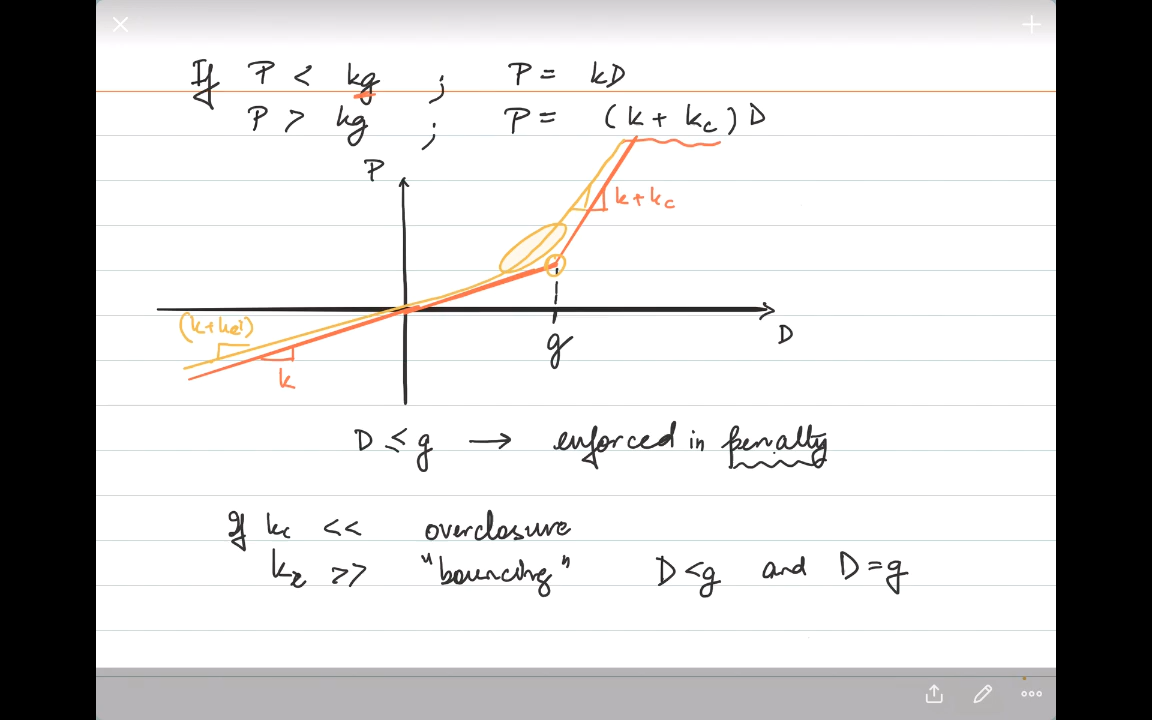 If P < kg ; P = kD
P > kg ; P = (k + kc) D
P
k + kc
(k+kc)
k
g
D
D ≤ g → enforced in penalty
If kc << overclosure
kc >> "bouncing" D < g and D = g